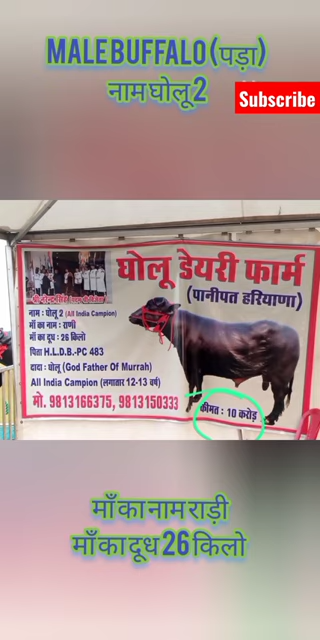 MALE BUFFALO (पड़ा)
नाम घोलू 2
Subscribe
घोलू डेयरी फार्म
(पानीपत हरियाणा)
नाम : घोलू 2 (All India Campion)
माँ का नाम : राणी
माँ का दूध : 26 किलो
पिता H.L.D.B.-PC 483
दादा : घोलू (God Father Of Murrah)
All India Campion (लगातार 12-13 वर्ष)
मो. 9813166375, 9813150333
कीमत : 10 करोड़
माँ का नाम राड़ी
माँ का दूध 26 किलो